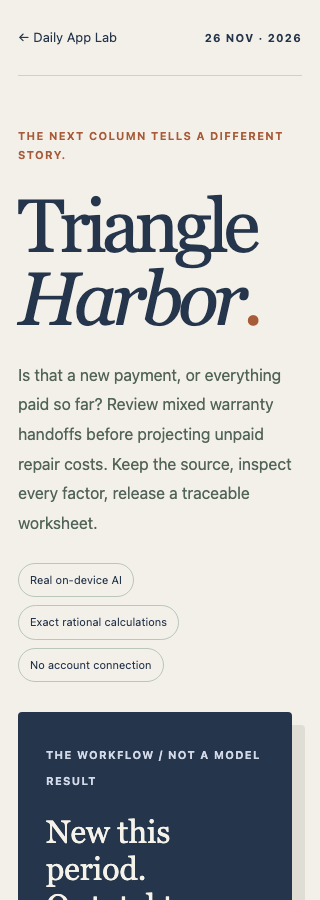 ← Daily App Lab
26 NOV · 2026
THE NEXT COLUMN TELLS A DIFFERENT
STORY.
Triangle
Harbor.
Is that a new payment, or everything
paid so far? Review mixed warranty
handoffs before projecting unpaid
repair costs. Keep the source, inspect
every factor, release a traceable
worksheet.
Real on-device AI
Exact rational calculations
No account connection
THE WORKFLOW / NOT A MODEL
RESULT
New this
period.